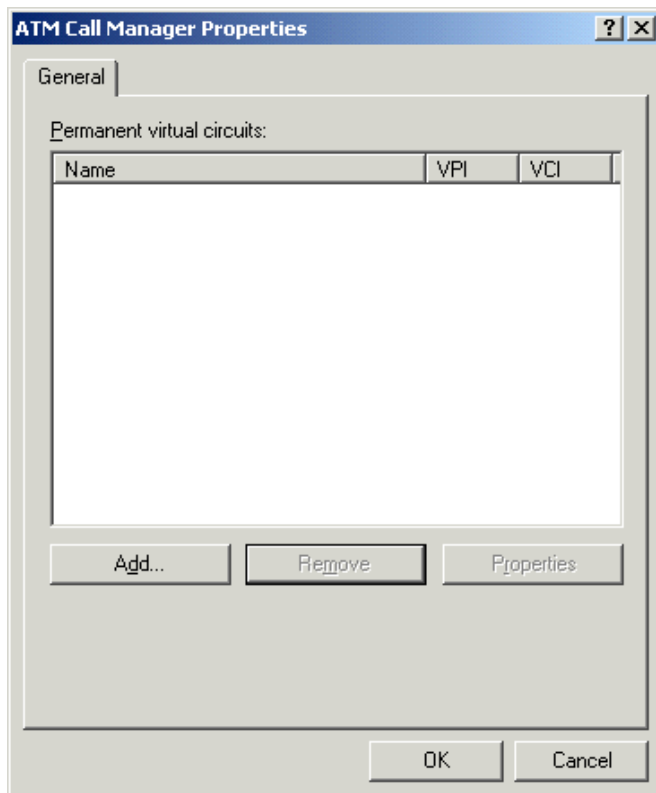 ATM Call Manager Properties ? X
General
Permanent virtual circuits:
Name VPI VCI
Add... Remove Properties
OK Cancel